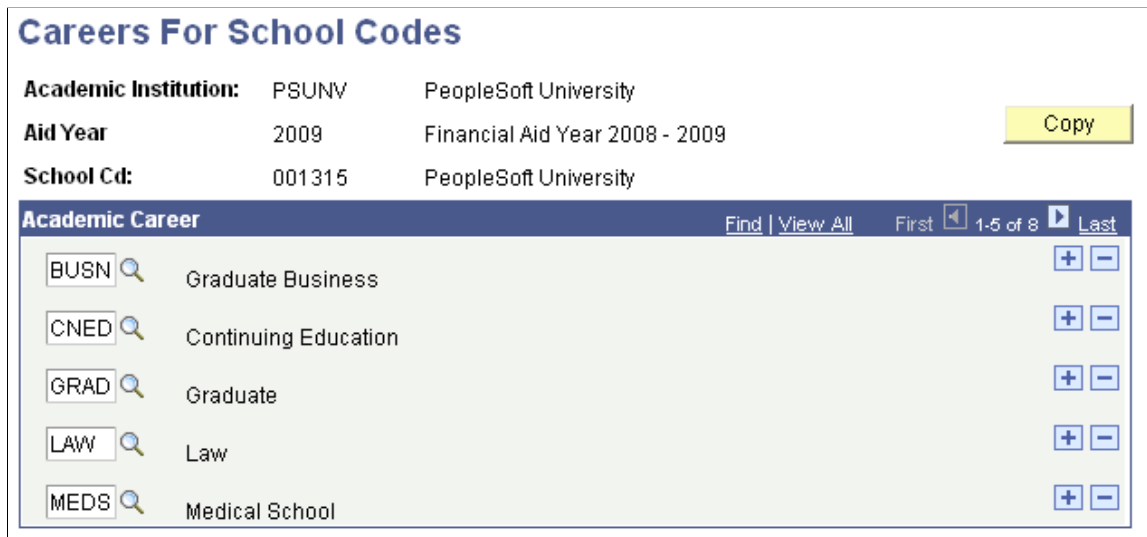 Careers For School Codes
Academic Institution: PSUNV PeopleSoft University
Aid Year 2009 Financial Aid Year 2008 - 2009
Copy
School Cd: 001315 PeopleSoft University
Academic Career Find | View All First 1-5 of 8 Last
BUSN Graduate Business
CNED Continuing Education
GRAD Graduate
LAW Law
MEDS Medical School